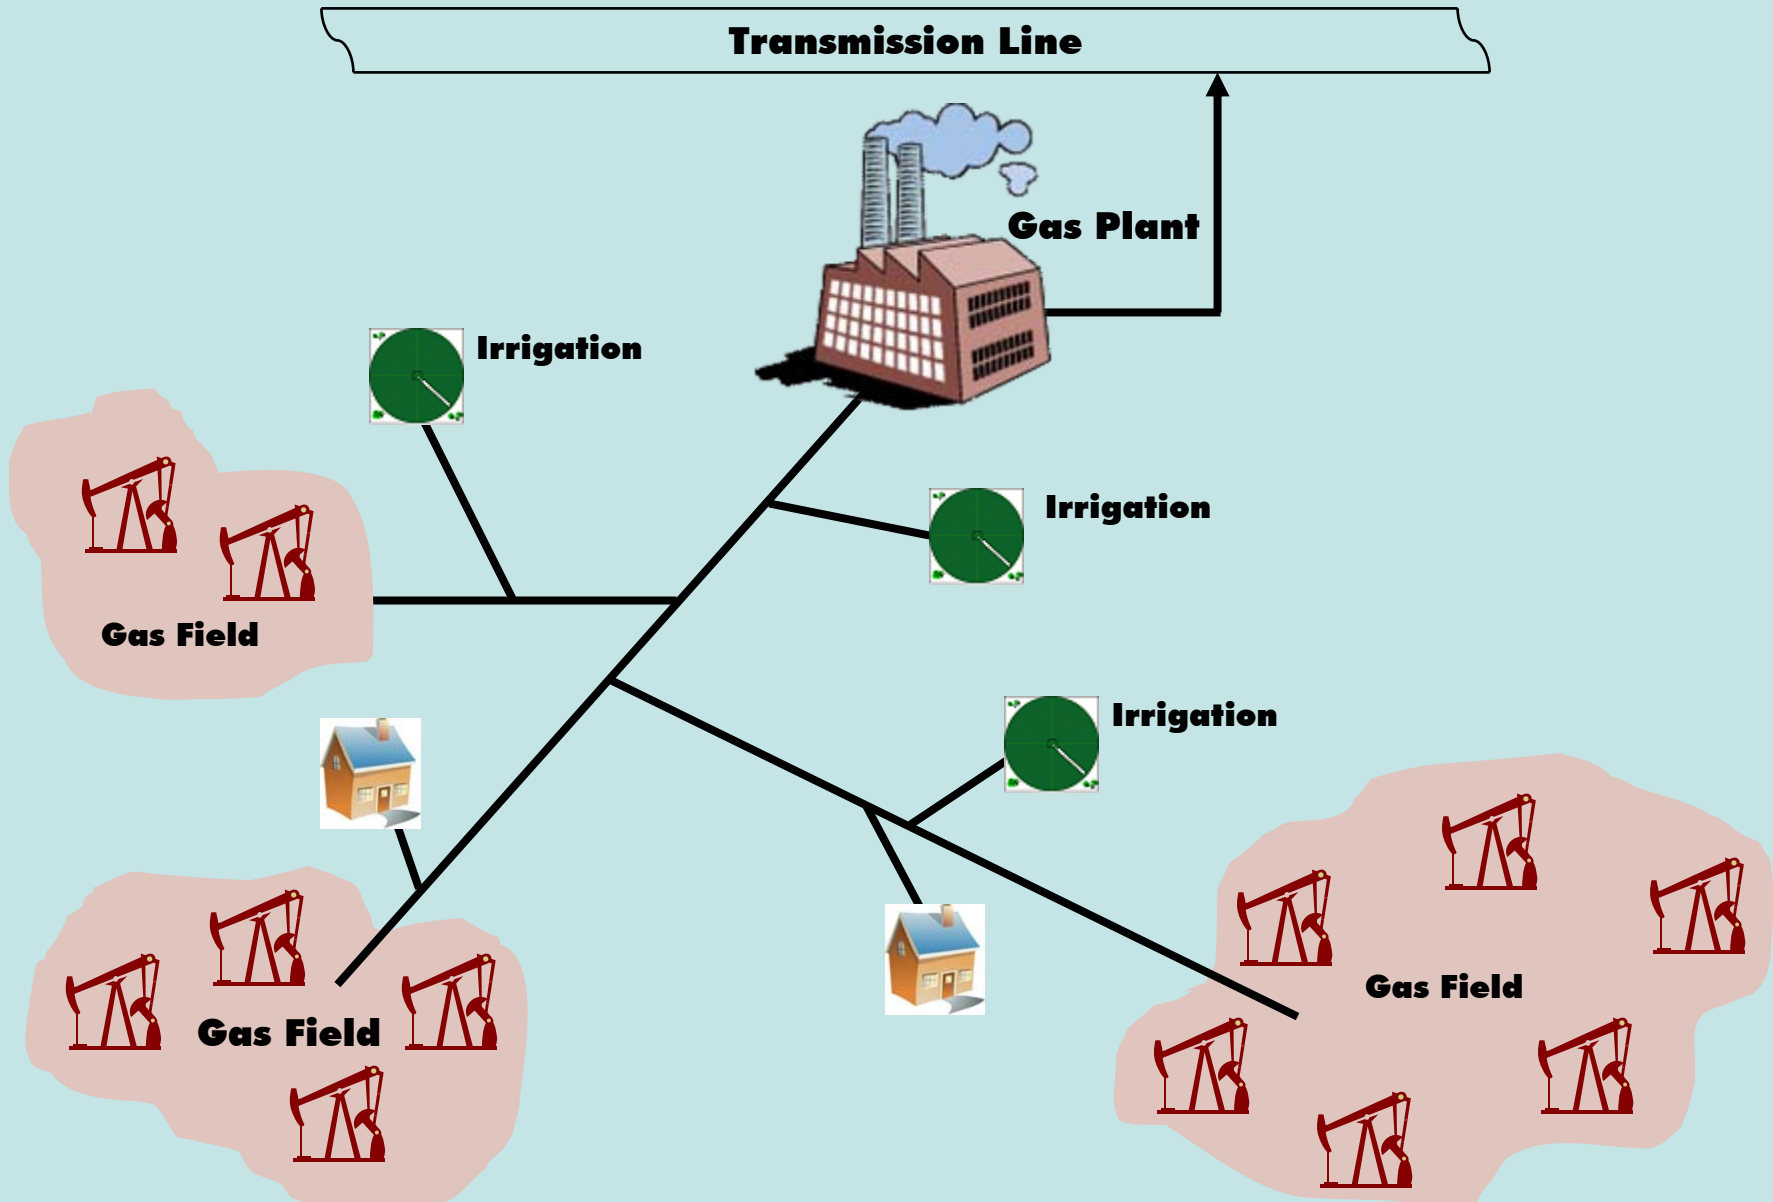 Transmission Line
Gas Plant
Irrigation
Irrigation
Gas Field
Irrigation
Gas Field
Gas Field